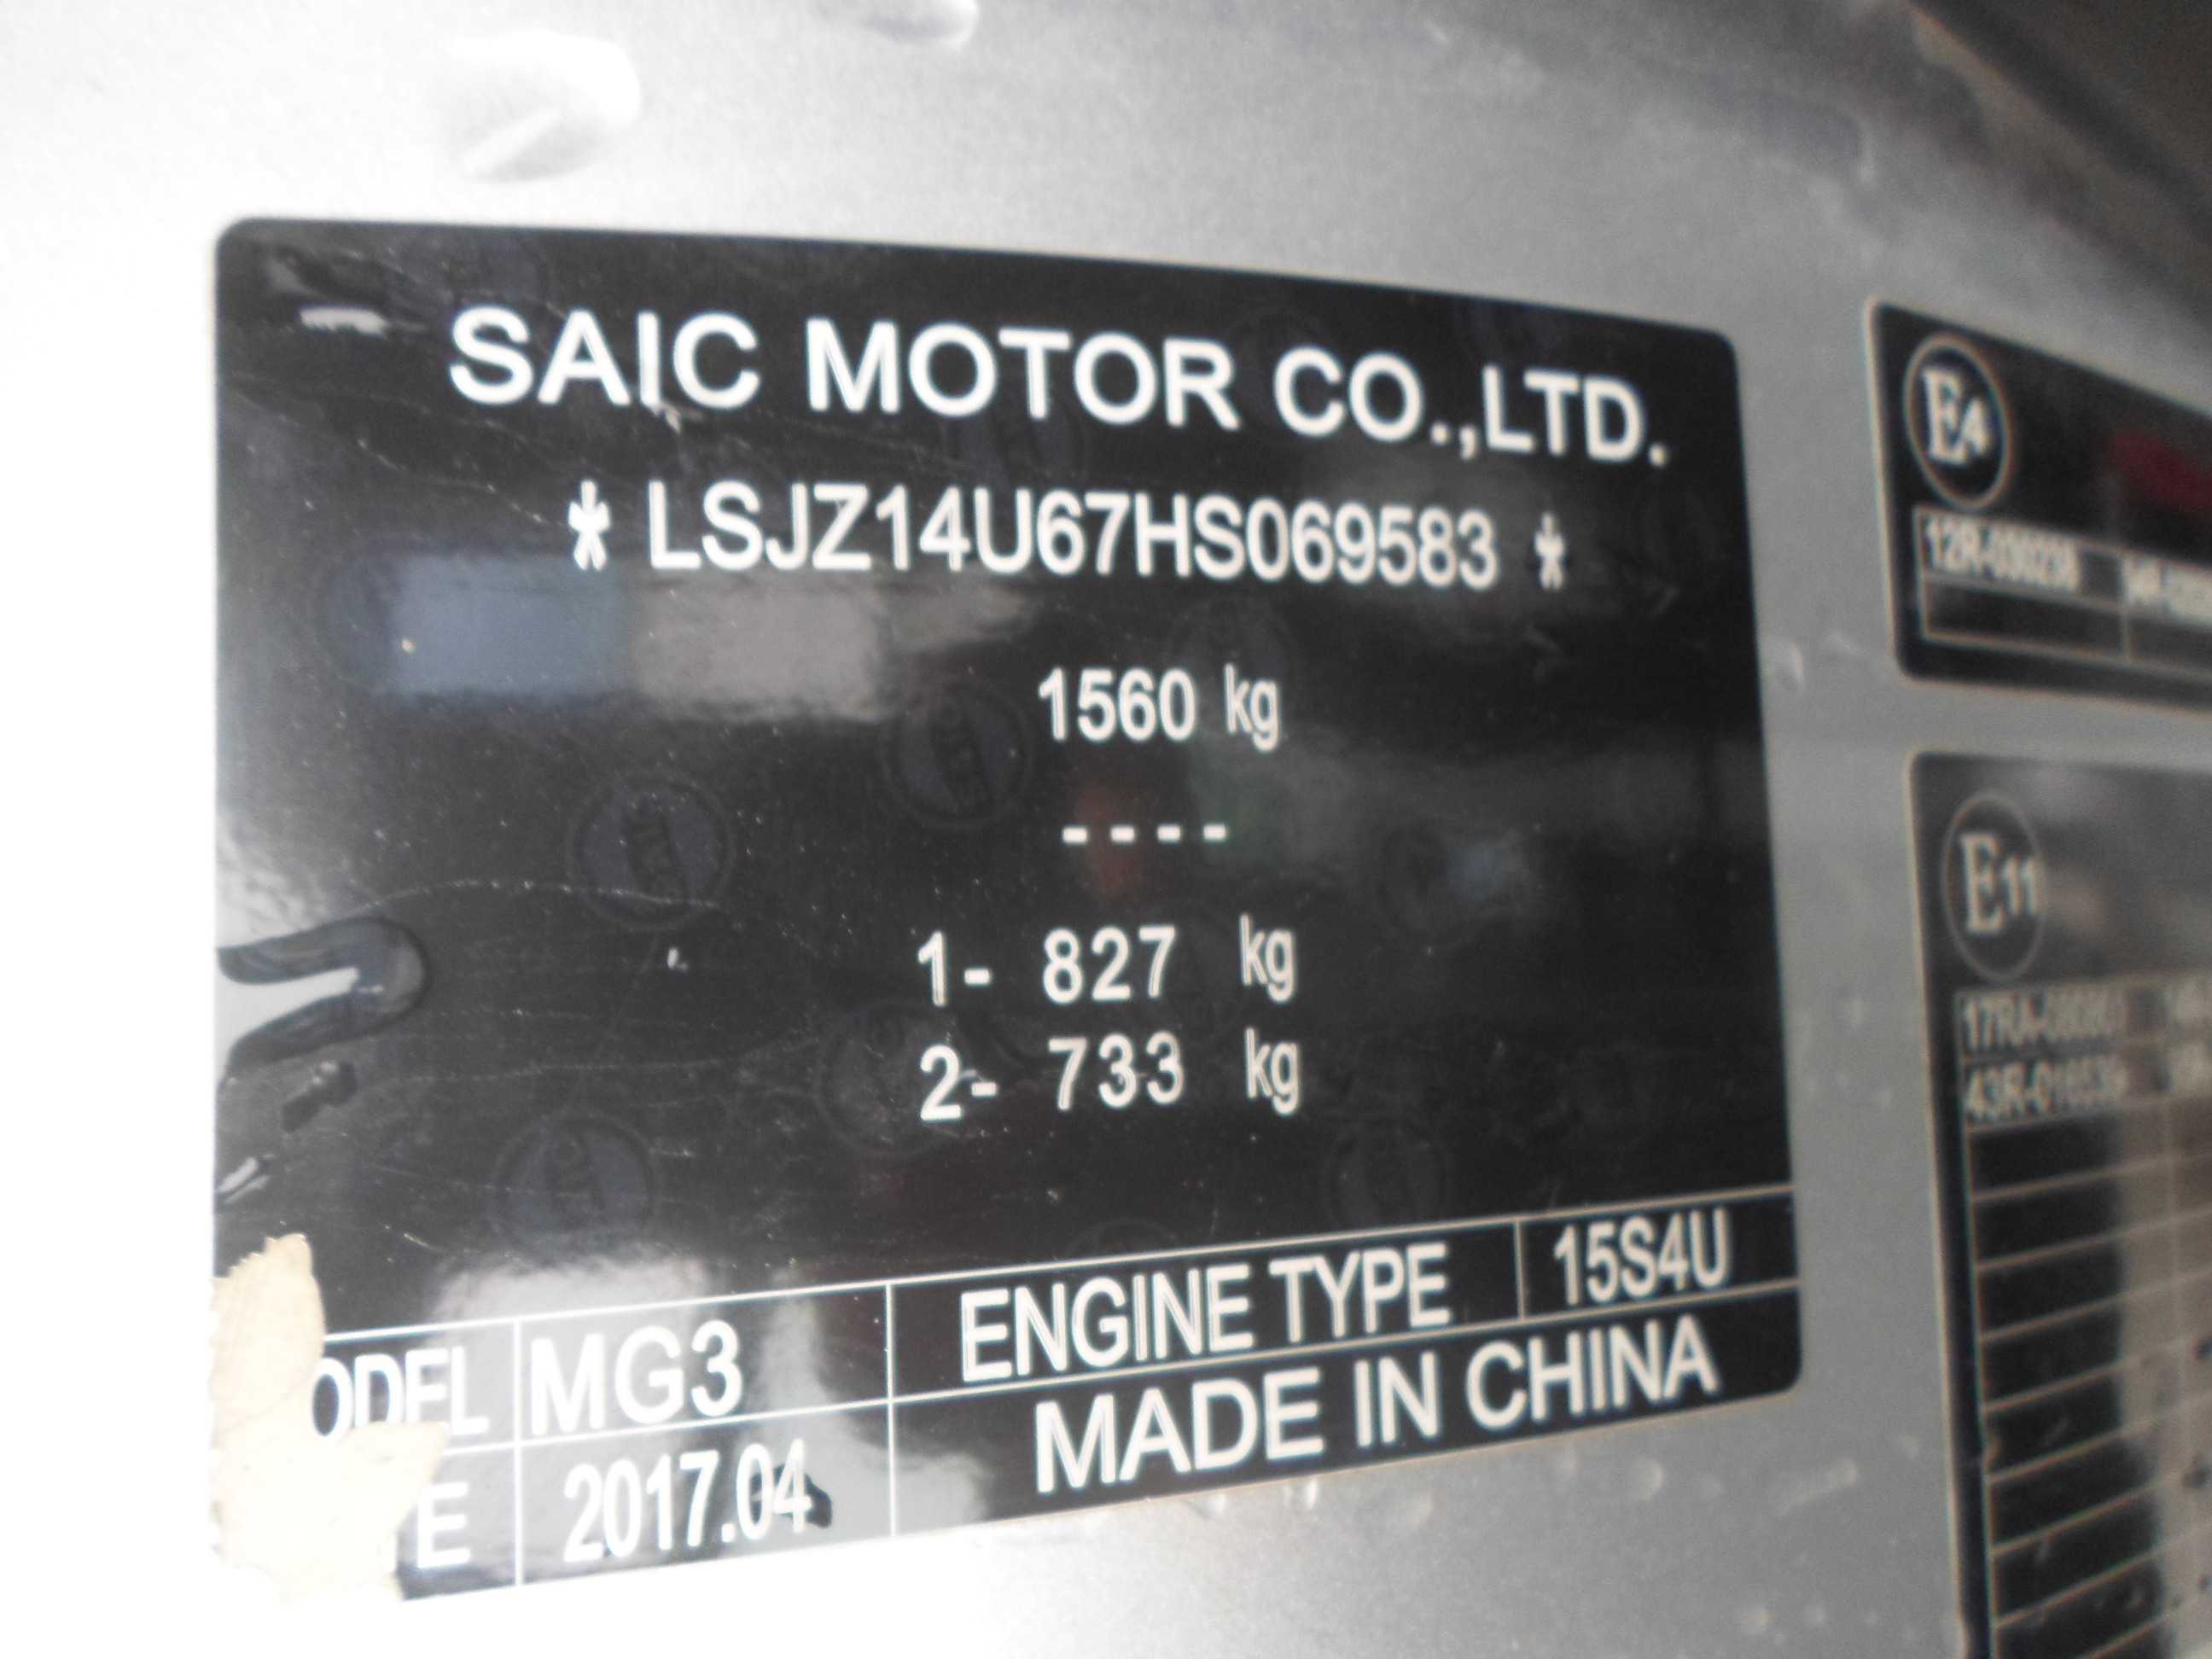 SAIC MOTOR CO.,LTD.
* LSJZ14U67HS069583 *
1560 kg
- - - -
1- 827 kg
2- 733 kg
ODEL MG3 ENGINE TYPE 15S4U
E 2017.04 MADE IN CHINA
E4
E11